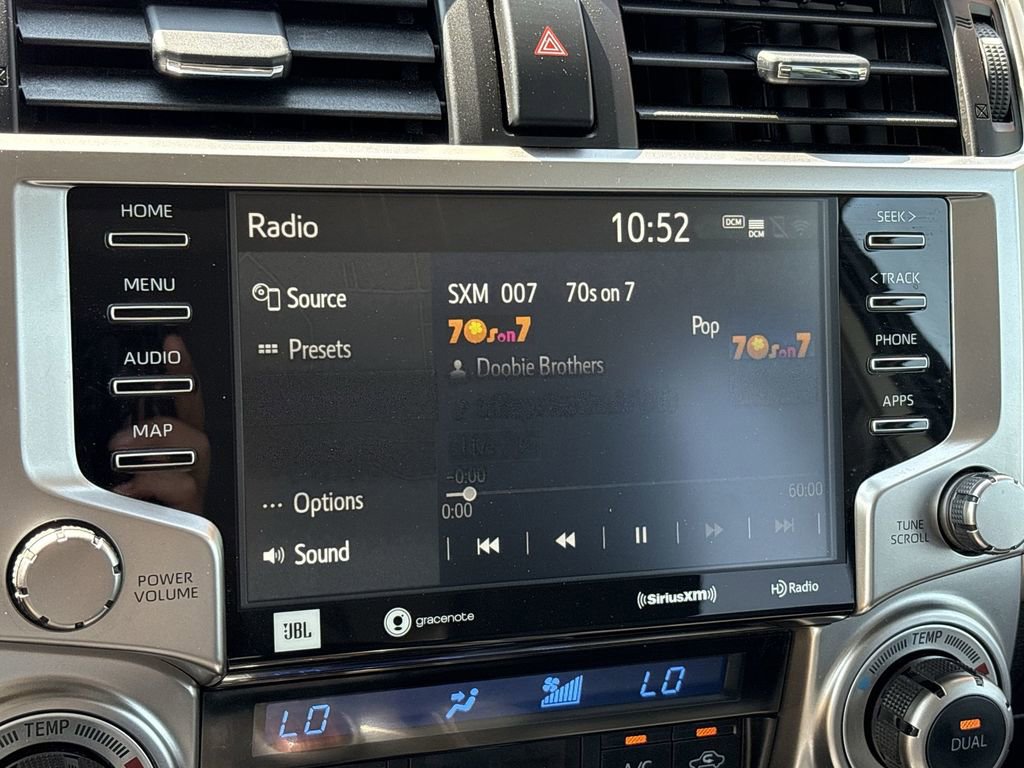 HOME
MENU
AUDIO
MAP
POWER
VOLUME
Radio
10:52
DCM
DCM
Source
Presets
Options
Sound
SXM 007 70s on 7
70s on 7
Pop
70s on 7
Doobie Brothers
-0:00
0:00
60:00
SEEK >
< TRACK
PHONE
APPS
TUNE
SCROLL
JBL
gracenote
((SiriusXM))
HD Radio
TEMP
LO
LO
A/C
TEMP
DUAL